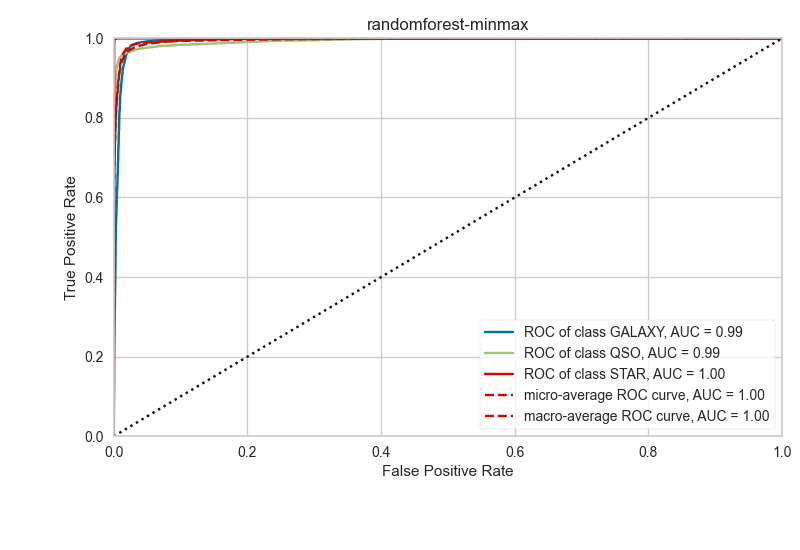 randomforest-minmax
1.0
0.8
0.6
0.4
0.2
0.0
True Positive Rate
ROC of class GALAXY, AUC = 0.99
ROC of class QSO, AUC = 0.99
ROC of class STAR, AUC = 1.00
micro-average ROC curve, AUC = 1.00
macro-average ROC curve, AUC = 1.00
0.0 0.2 0.4 0.6 0.8 1.0
False Positive Rate